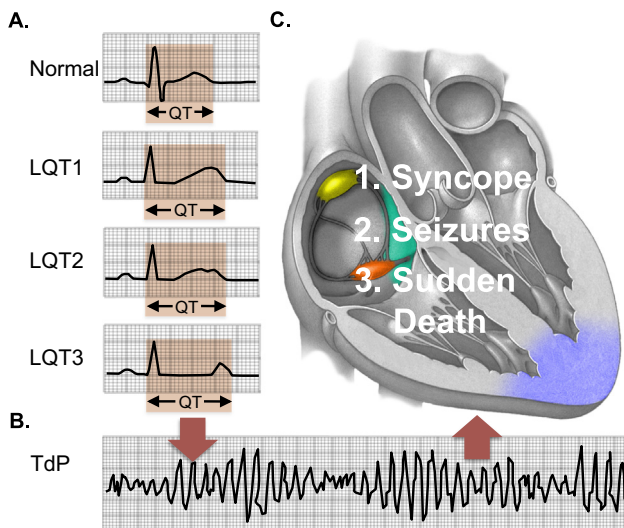 A.
Normal
QT
LQT1
QT
LQT2
QT
LQT3
QT
B.
TdP
C.
1. Syncope
2. Seizures
3. Sudden
Death